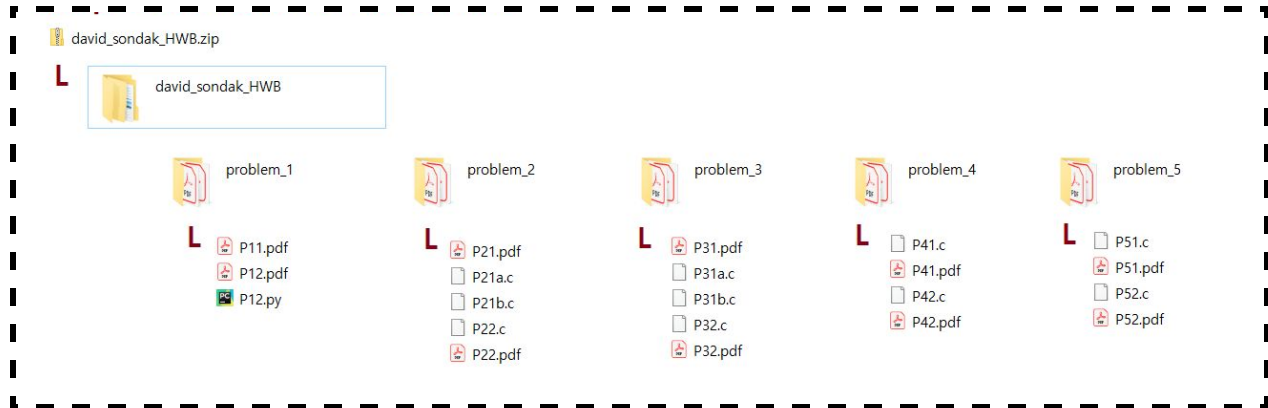 david_sondak_HWB.zip
L
david_sondak_HWB
problem_1
L
P11.pdf
P12.pdf
P12.py
problem_2
L
P21.pdf
P21a.c
P21b.c
P22.c
P22.pdf
problem_3
L
P31.pdf
P31a.c
P31b.c
P32.c
P32.pdf
problem_4
L
P41.c
P41.pdf
P42.c
P42.pdf
problem_5
L
P51.c
P51.pdf
P52.c
P52.pdf